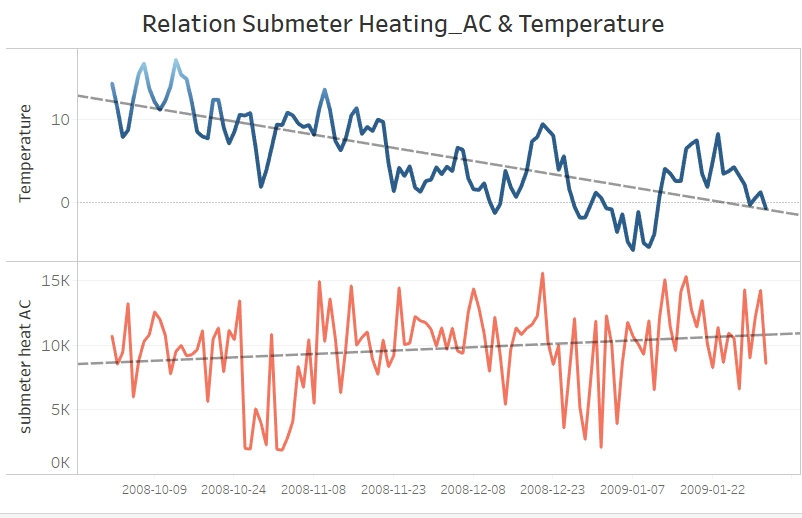 Relation Submeter Heating_AC & Temperature
Temperature
10
0
submeter heat AC
15K
10K
5K
0K
2008-10-09 2008-10-24 2008-11-08 2008-11-23 2008-12-08 2008-12-23 2009-01-07 2009-01-22